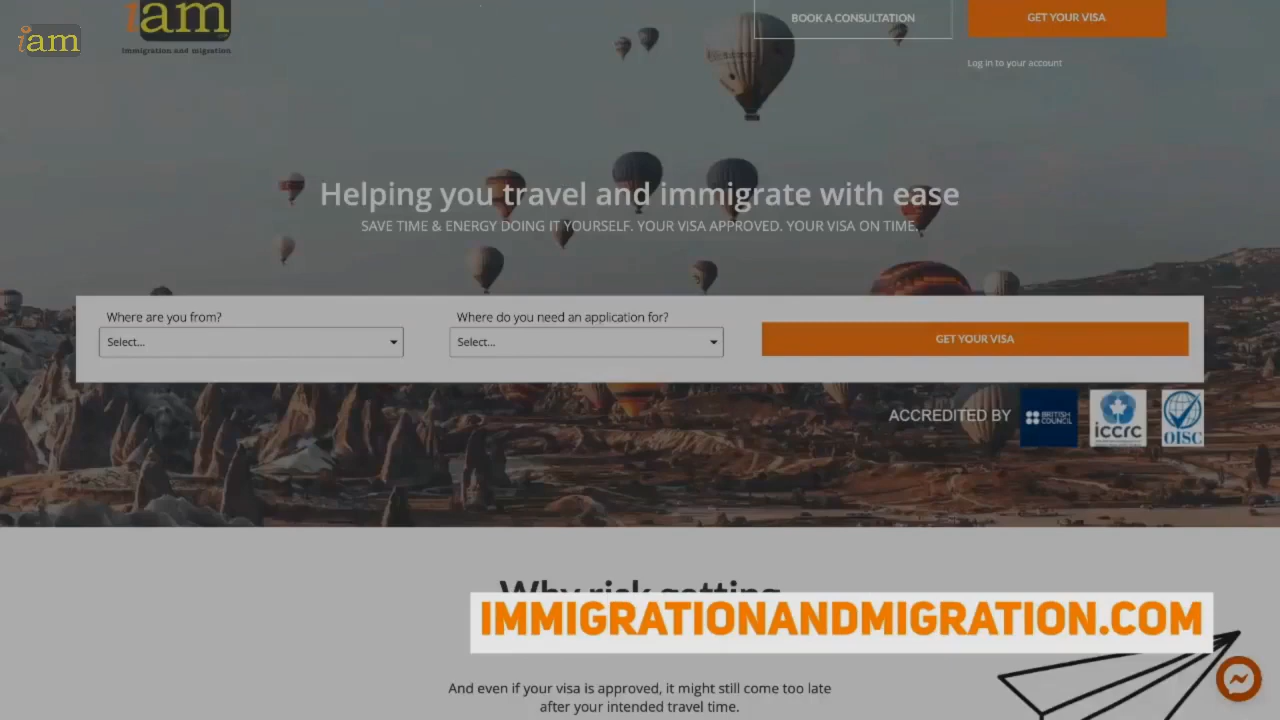 iam
iam
immigration and migration
BOOK A CONSULTATION
GET YOUR VISA
Log in to your account
Helping you travel and immigrate with ease
SAVE TIME & ENERGY DOING IT YOURSELF. YOUR VISA APPROVED. YOUR VISA ON TIME.
Where are you from?
Where do you need an application for?
Select...
Select...
GET YOUR VISA
ACCREDITED BY
BRITISH
COUNCIL
iccrc
OISC
Why risk getting
IMMIGRATIONANDMIGRATION.COM
And even if your visa is approved, it might still come too late
after your intended travel time.